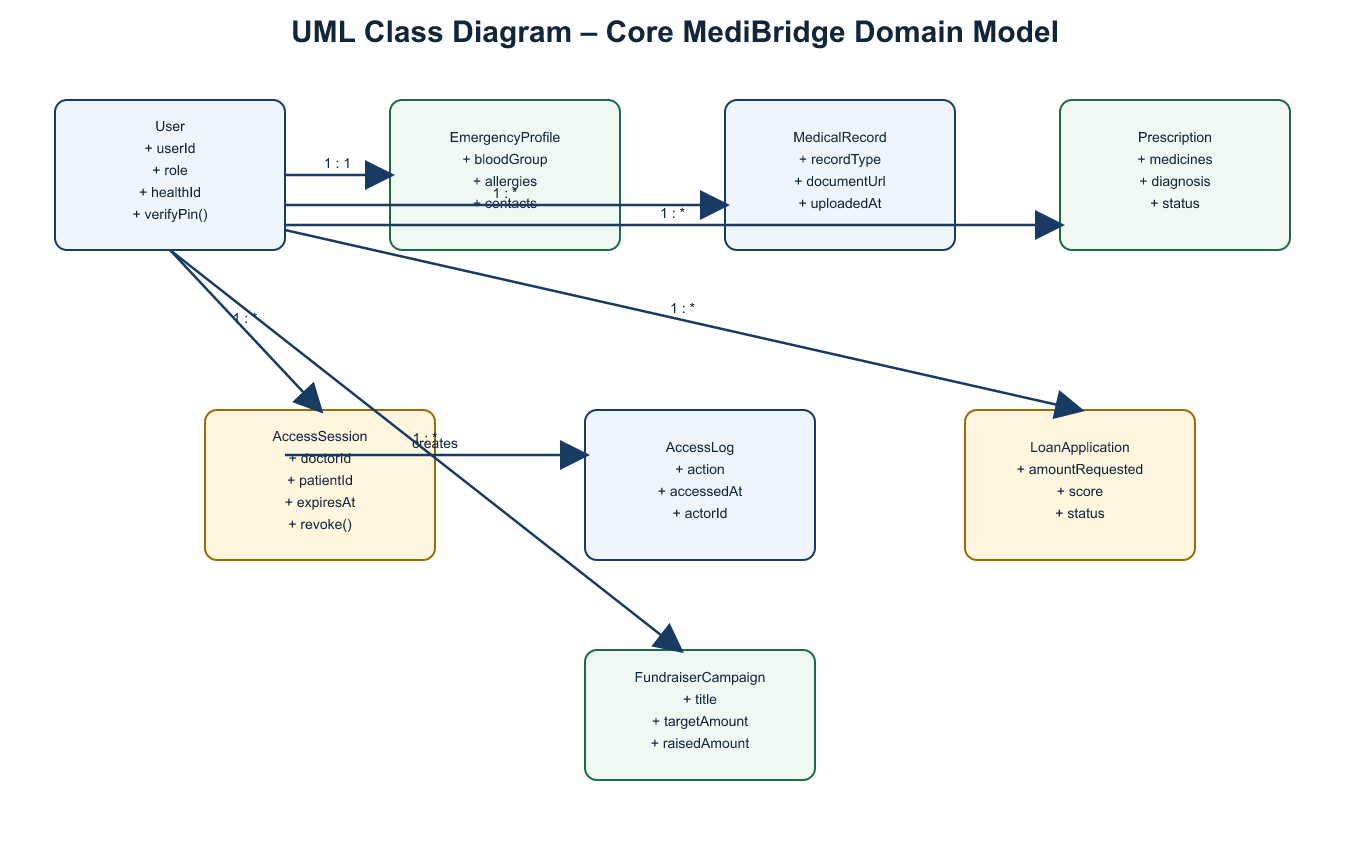 UML Class Diagram – Core MediBridge Domain Model
User
+ userId
+ role
+ healthId
+ verifyPin()
1 : 1
EmergencyProfile
+ bloodGroup
+ allergies
+ contacts
1 : *
MedicalRecord
+ recordType
+ documentUrl
+ uploadedAt
1 : *
Prescription
+ medicines
+ diagnosis
+ status
1 : *
1 : *
AccessSession
+ doctorId
+ patientId
+ expiresAt
+ revoke()
1 : *
creates
AccessLog
+ action
+ accessedAt
+ actorId
LoanApplication
+ amountRequested
+ score
+ status
FundraiserCampaign
+ title
+ targetAmount
+ raisedAmount